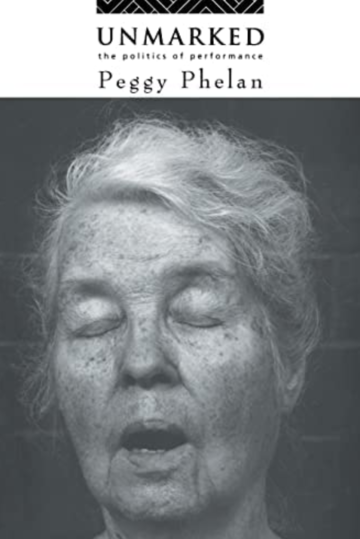 UNMARKED
the politics of performance
Peggy Phelan